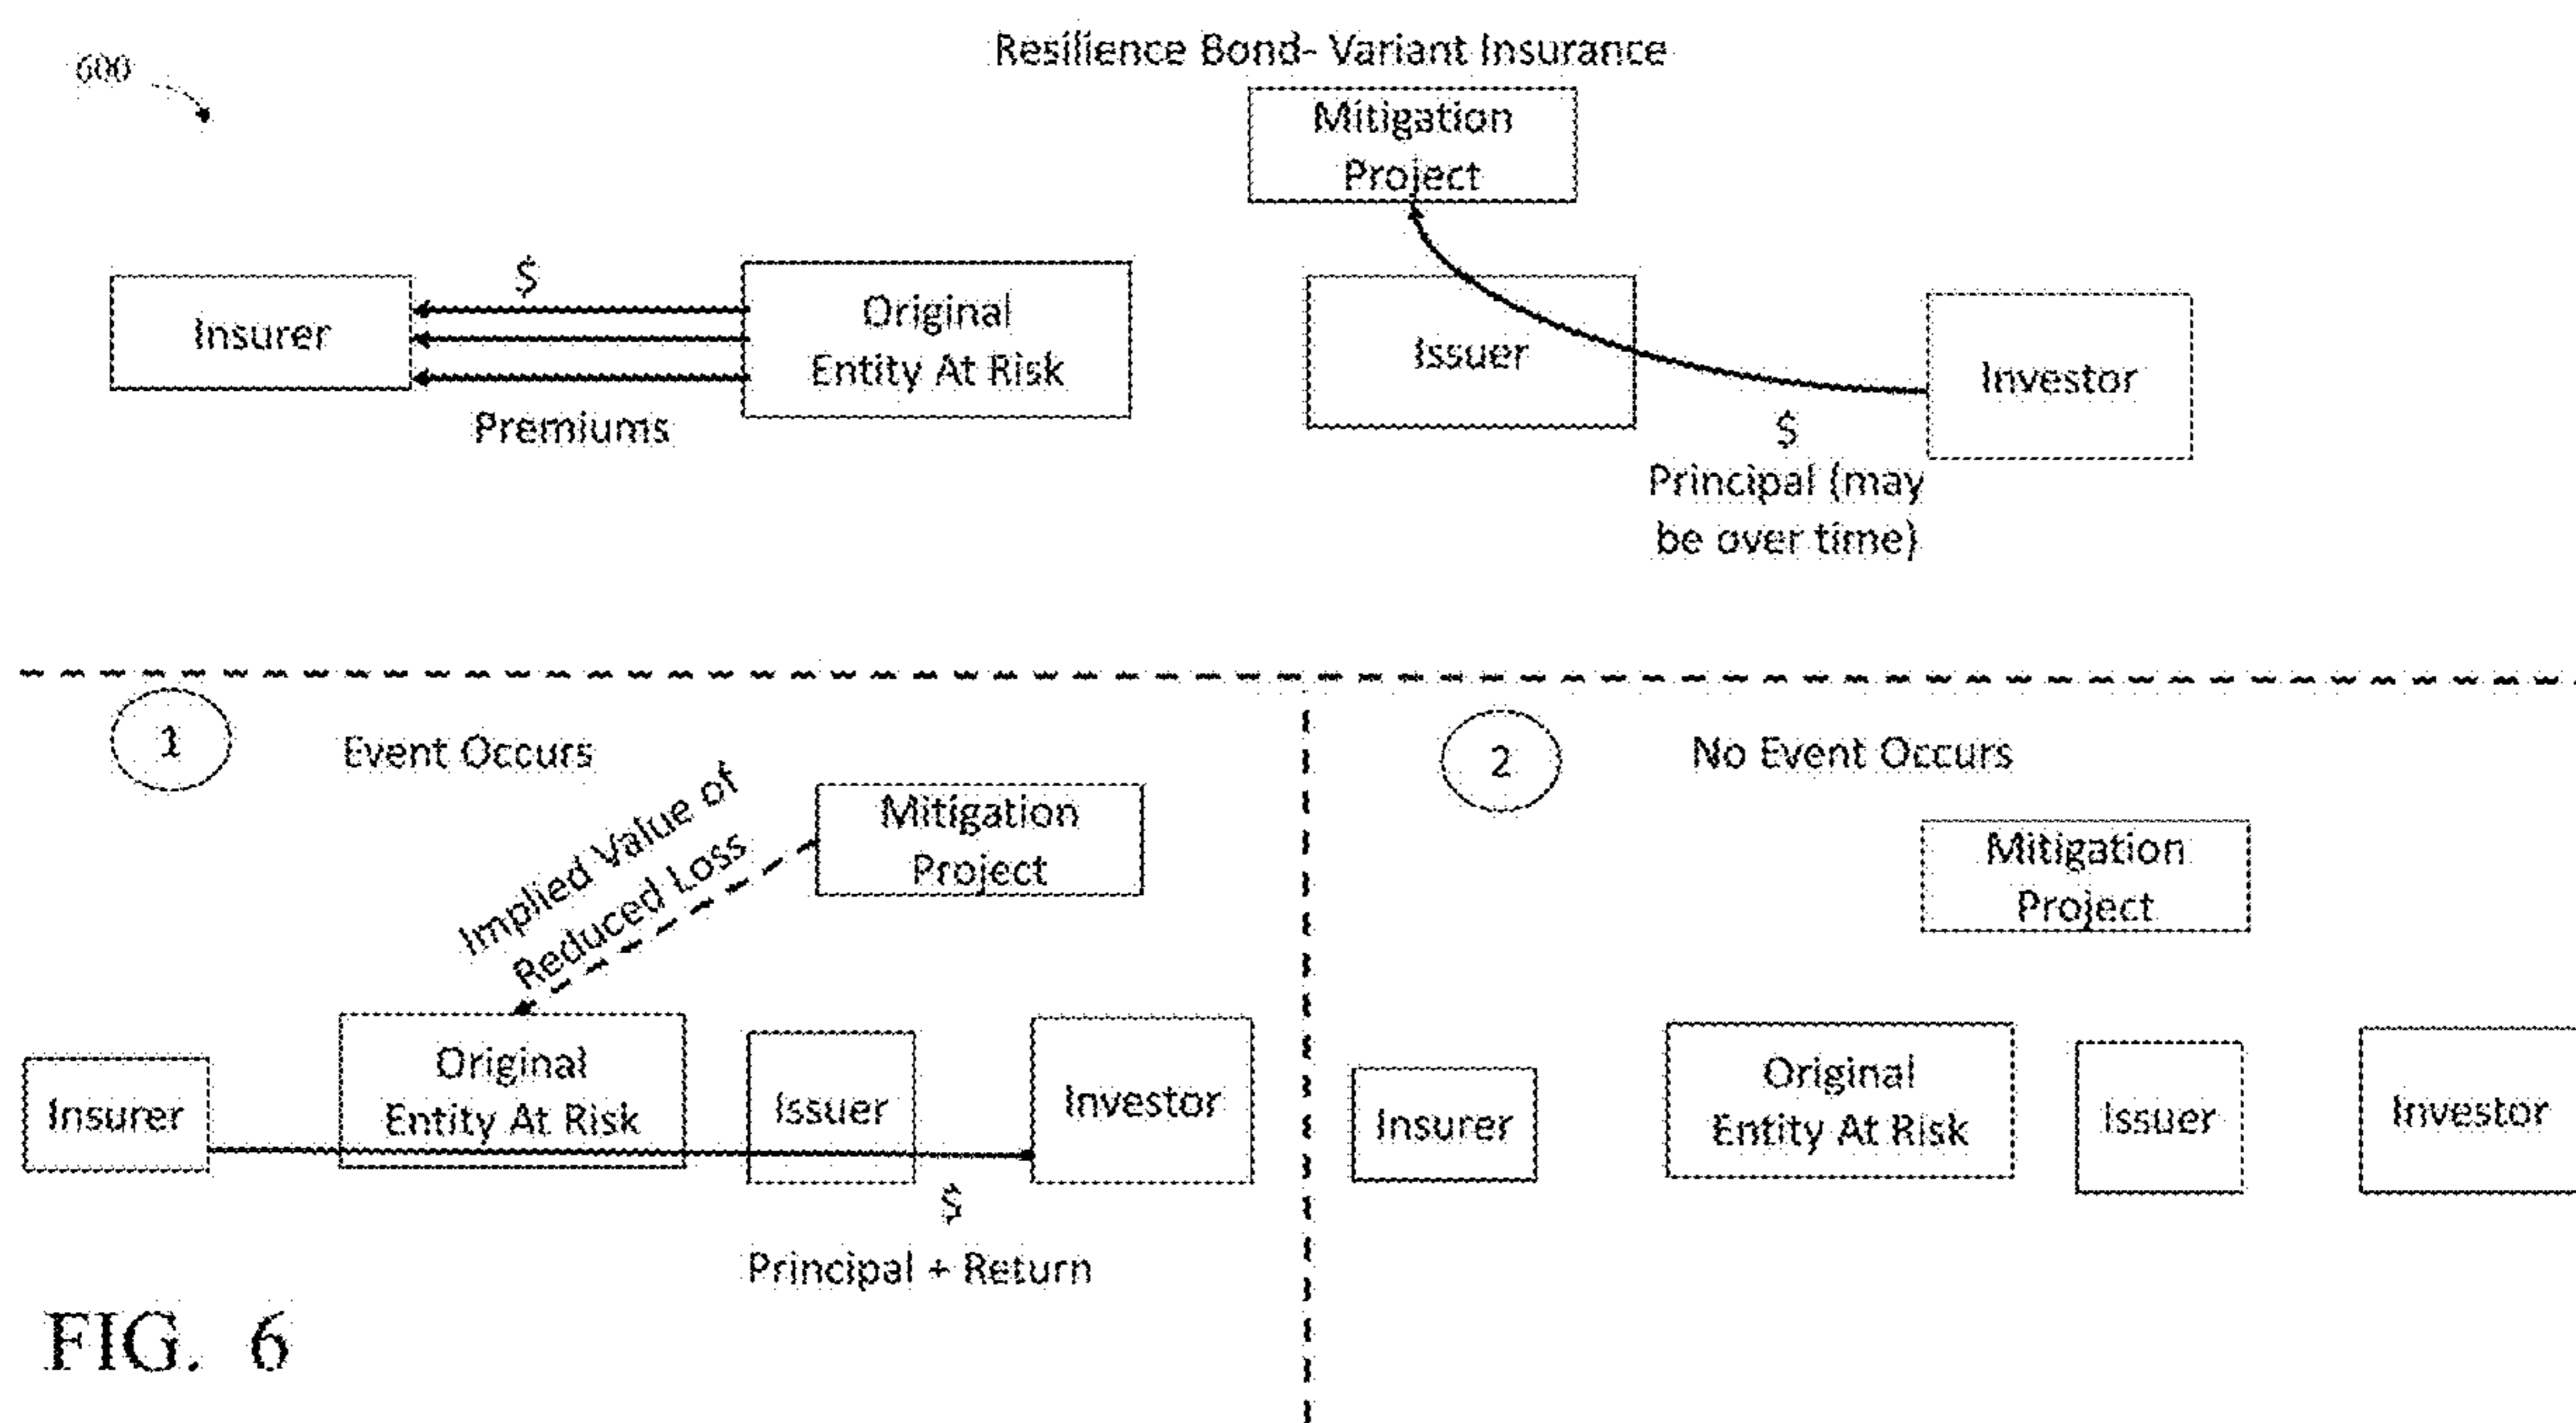 600
Resilience Bond- Variant Insurance
Mitigation
Project
$
Insurer
Original
Entity At Risk
Premiums
Issuer
Investor
$
Principal (may
be over time)
1
Event Occurs
Implied Value of
Reduced Loss
Mitigation
Project
Insurer
Original
Entity At Risk
Issuer
Investor
$
Principal + Return
2
No Event Occurs
Mitigation
Project
Insurer
Original
Entity At Risk
Issuer
Investor
FIG. 6